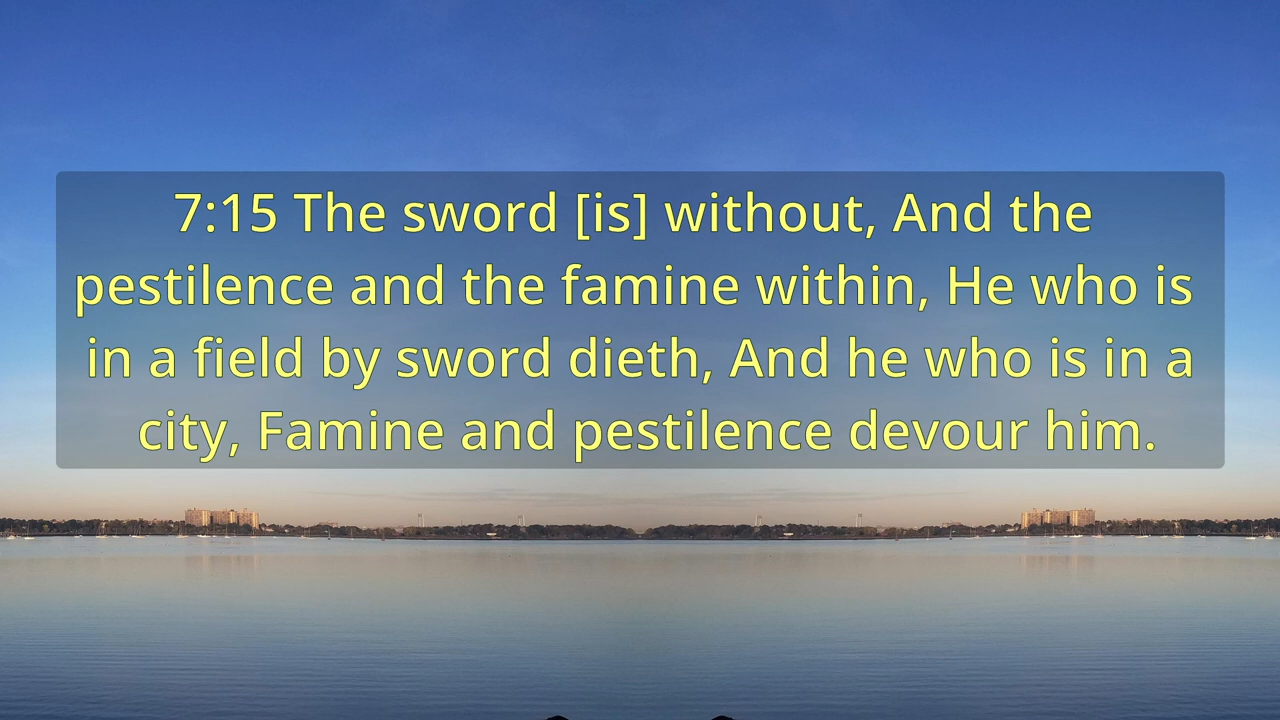 7:15 The sword [is] without, And the
pestilence and the famine within, He who is
in a field by sword dieth, And he who is in a
city, Famine and pestilence devour him.